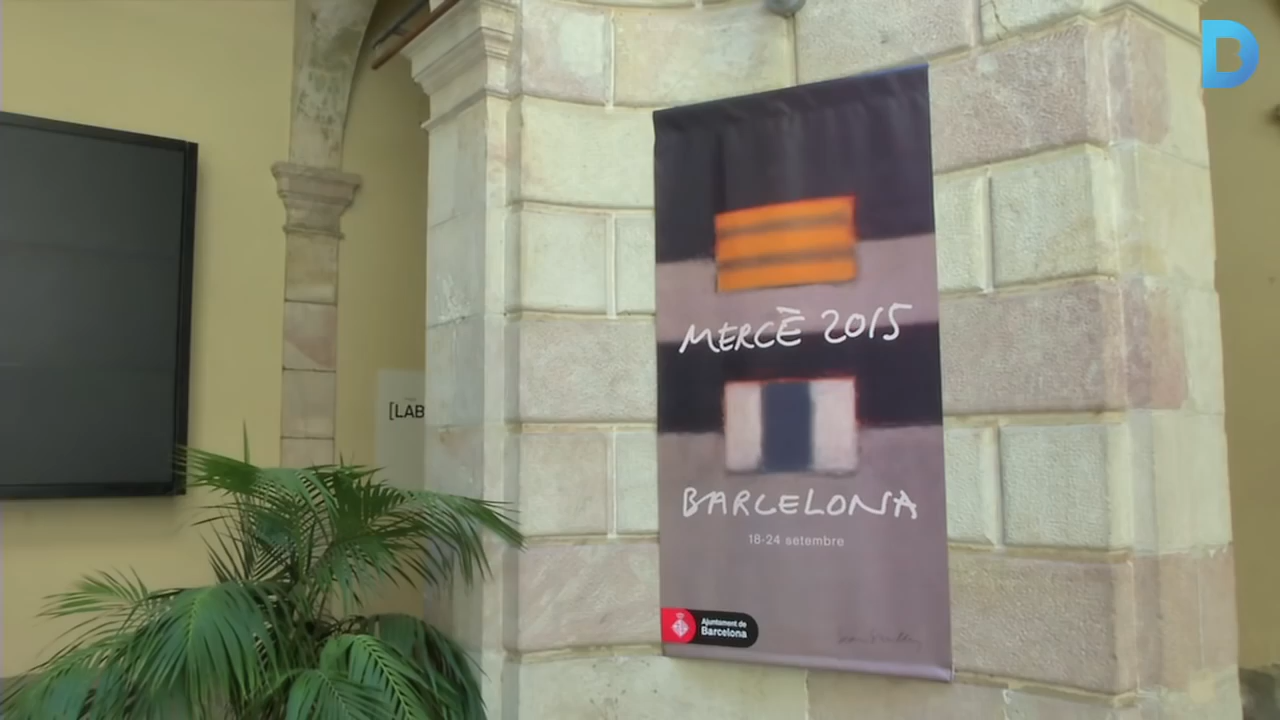 [LAB
MERCÈ 2015
BARCELONA
18-24 setembre
Ajuntament de
Barcelona